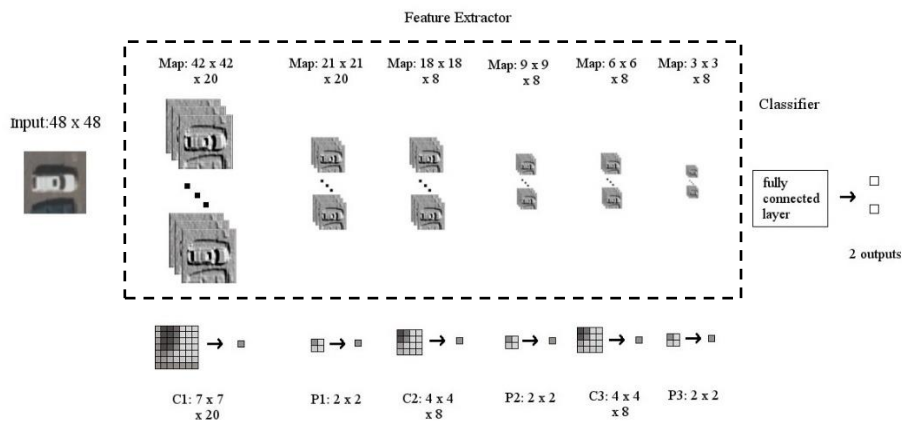 Feature Extractor
Map: 42 x 42
x 20
Map: 21 x 21
x 20
Map: 18 x 18
x 8
Map: 9 x 9
x 8
Map: 6 x 6
x 8
Map: 3 x 3
x 8
Input:48 x 48
Classifier
fully
connected
layer
2 outputs
C1: 7 x 7
x 20
P1: 2 x 2
C2: 4 x 4
x 8
P2: 2 x 2
C3: 4 x 4
x 8
P3: 2 x 2